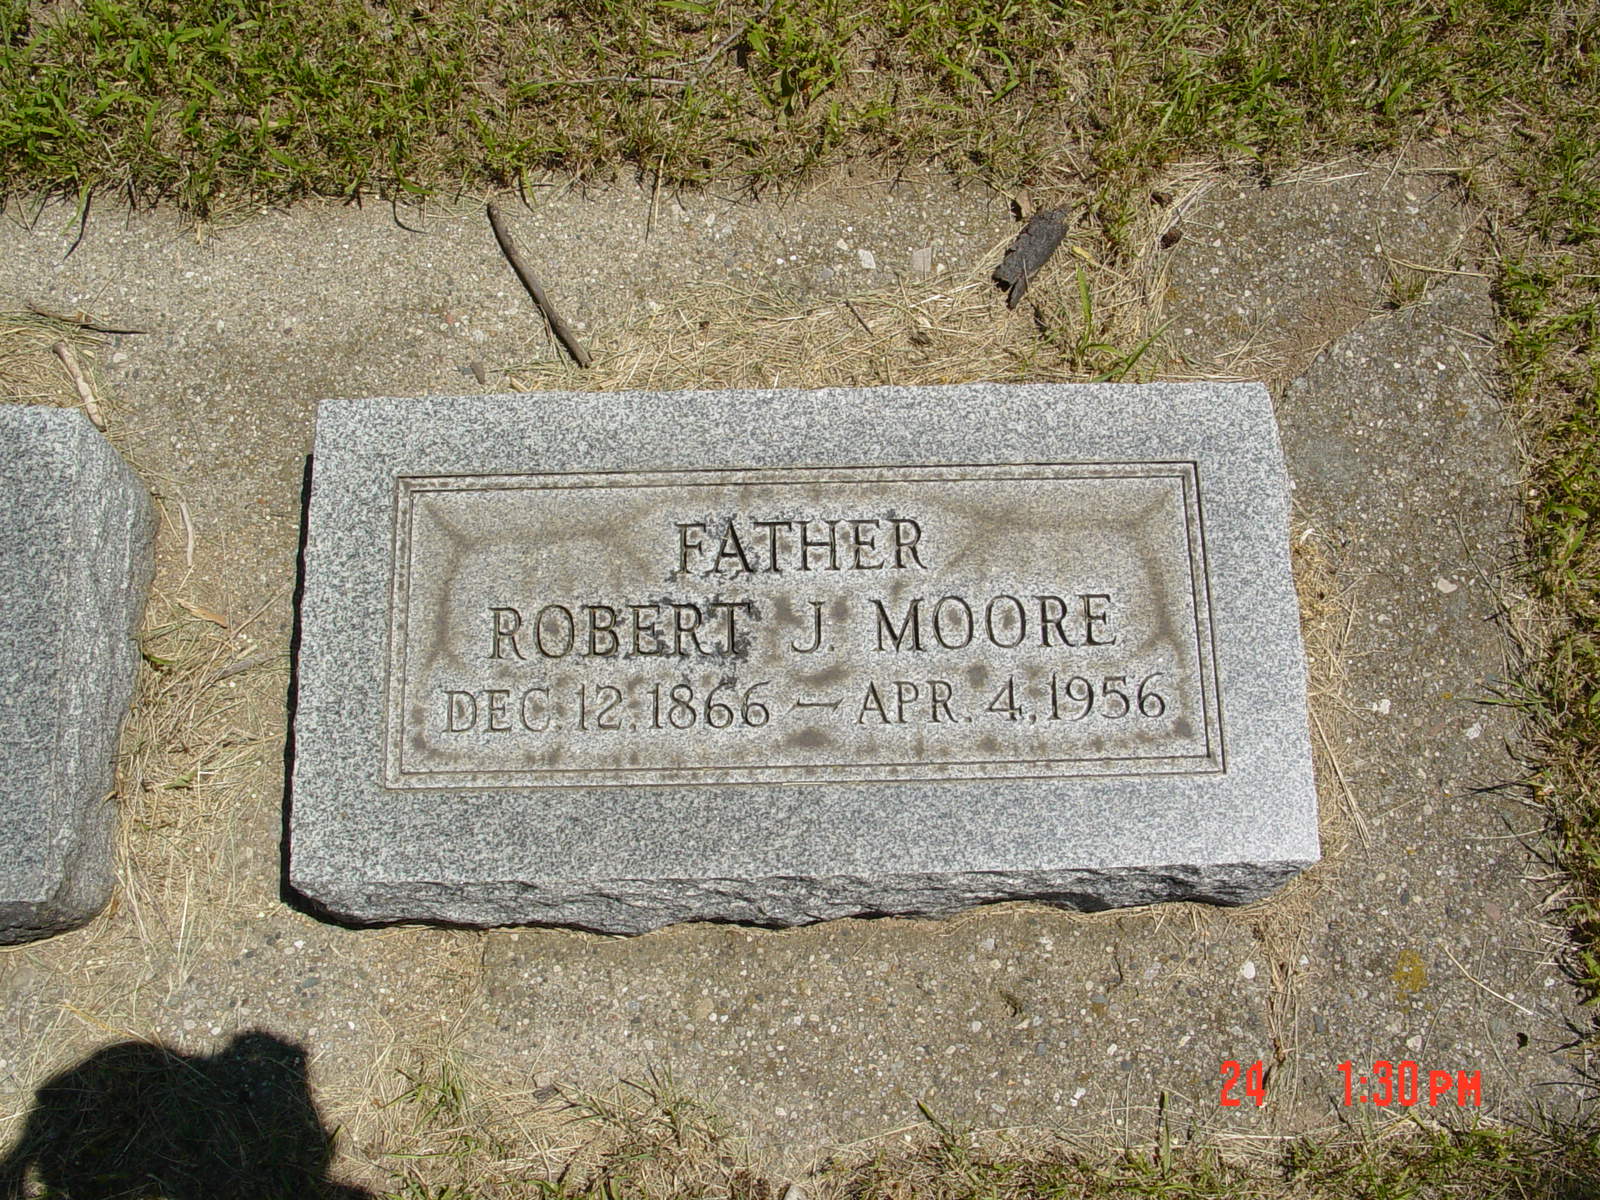 FATHER
ROBERT J. MOORE
DEC. 12, 1866 — APR. 4, 1956
24 1:30 PM